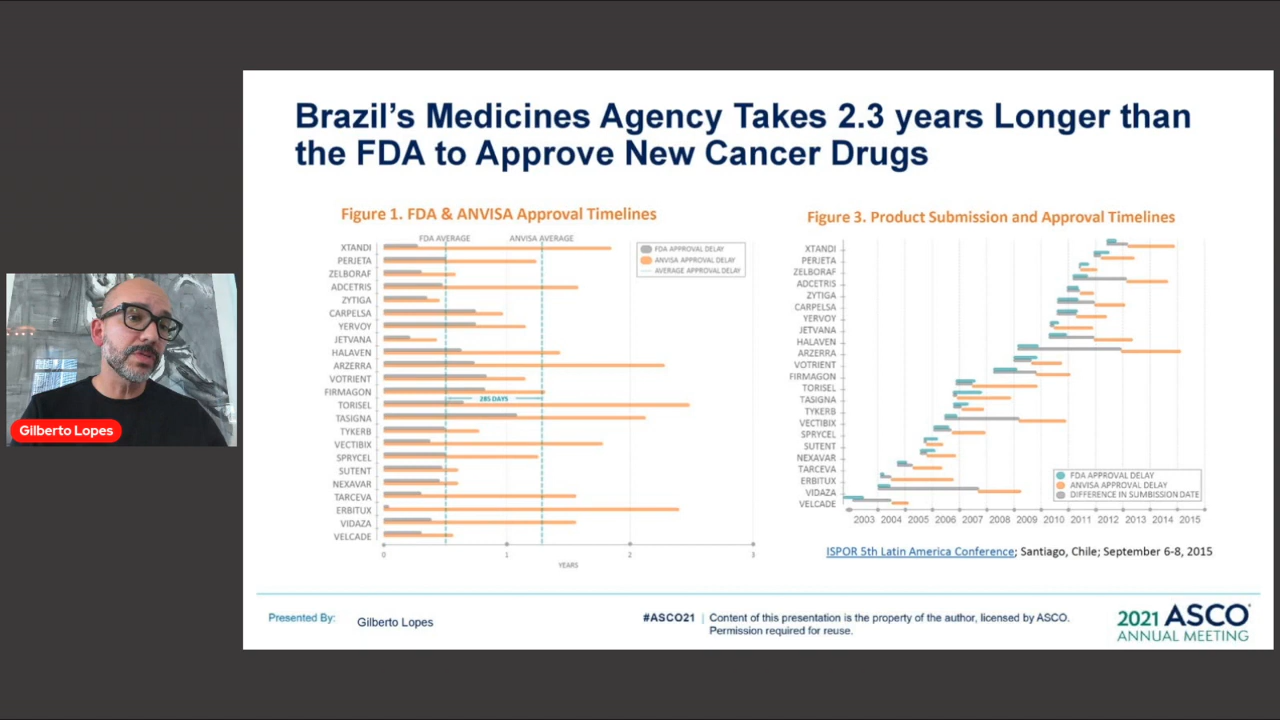 Brazil's Medicines Agency Takes 2.3 years Longer than
the FDA to Approve New Cancer Drugs
Figure 1. FDA & ANVISA Approval Timelines
FDA AVERAGE
ANVISA AVERAGE
FDA APPROVAL DELAY
ANVISA APPROVAL DELAY
AVERAGE APPROVAL DELAY
XTANDI
PERJETA
ZELBORAF
ADCETRIS
ZYTIGA
CARPELSA
YERVOY
JETVANA
HALAVEN
ARZERRA
VOTRIENT
FIRMAGON
285 DAYS
TORISEL
TASIGNA
TYKERB
VECTIBIX
SPRYCEL
SUTENT
NEXAVAR
TARCEVA
ERBITUX
VIDAZA
VELCADE
0 1 2 3
YEARS
Figure 3. Product Submission and Approval Timelines
XTANDI
PERJETA
ZELBORAF
ADCETRIS
ZYTIGA
CARPELSA
YERVOY
JETVANA
HALAVEN
ARZERRA
VOTRIENT
FIRMAGON
TORISEL
TASIGNA
TYKERB
VECTIBIX
SPRYCEL
SUTENT
NEXAVAR
TARCEVA
ERBITUX
VIDAZA
VELCADE
FDA APPROVAL DELAY
ANVISA APPROVAL DELAY
DIFFERENCE IN SUMBISSION DATE
2003 2004 2005 2006 2007 2008 2009 2010 2011 2012 2013 2014 2015
ISPOR 5th Latin America Conference; Santiago, Chile; September 6-8, 2015
Gilberto Lopes
Presented By: Gilberto Lopes
#ASCO21 | Content of this presentation is the property of the author, licensed by ASCO.
Permission required for reuse.
2021 ASCO
ANNUAL MEETING